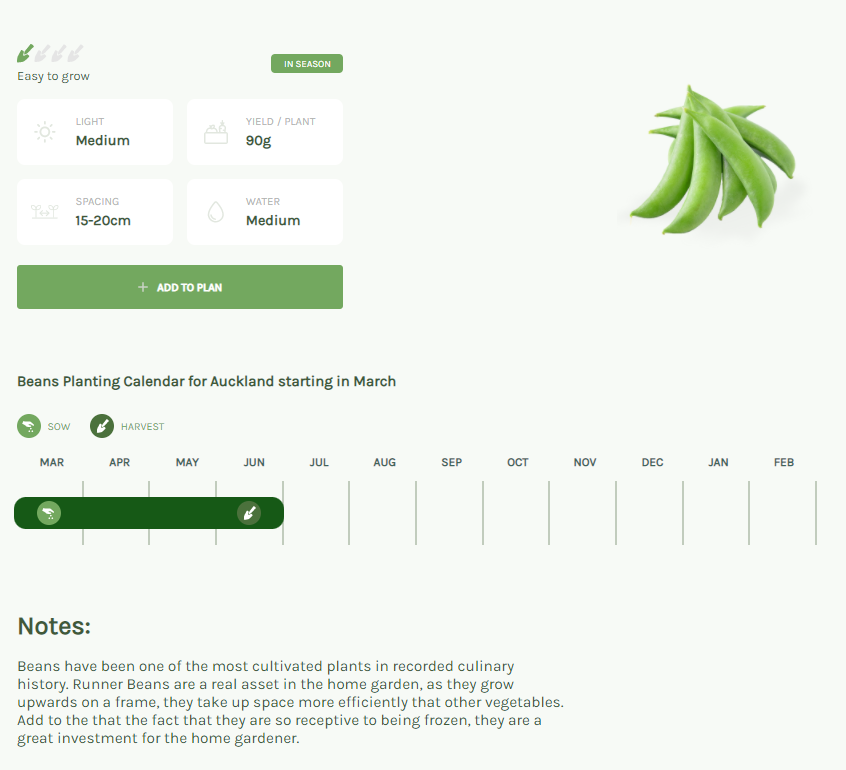 Easy to grow
IN SEASON
LIGHT
Medium
YIELD / PLANT
90g
SPACING
15-20cm
WATER
Medium
+ ADD TO PLAN
Beans Planting Calendar for Auckland starting in March
SOW HARVEST
MAR APR MAY JUN JUL AUG SEP OCT NOV DEC JAN FEB
Notes:
Beans have been one of the most cultivated plants in recorded culinary
history. Runner Beans are a real asset in the home garden, as they grow
upwards on a frame, they take up space more efficiently that other vegetables.
Add to the that the fact that they are so receptive to being frozen, they are a
great investment for the home gardener.